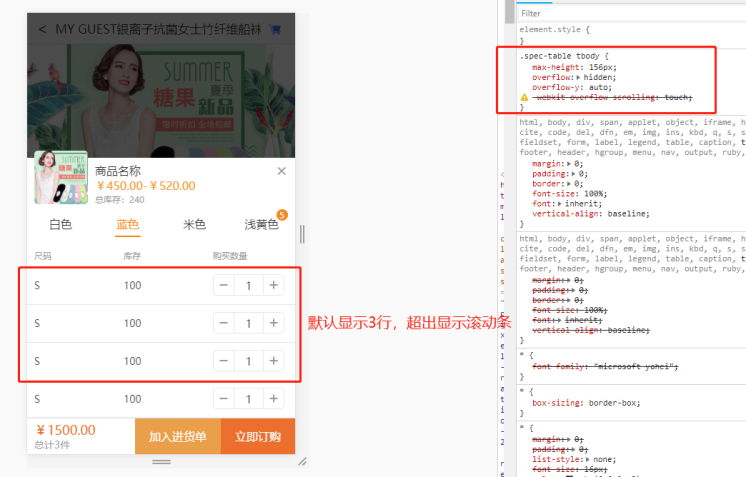 < MY GUEST银离子抗菌女士竹纤维船袜
SUMMER
糖果 夏季
新品
限时折扣 全场包邮
商品名称
￥450.00-￥520.00
总库存：240
×
白色 蓝色 米色 浅黄色 5
尺码 库存 购买数量
S 100 − 1 +
S 100 − 1 +
S 100 − 1 +
S 100 − 1 +
￥1500.00
总计3件
加入进货单 立即订购
默认显示3行，超出显示滚动条
Filter
element.style {
}
.spec-table tbody {
max-height: 156px;
overflow: hidden;
overflow-y: auto;
-webkit-overflow-scrolling: touch;
}
html, body, div, span, applet, object, iframe, h
cite, code, del, dfn, em, img, ins, kbd, q, s, s
fieldset, form, label, legend, table, caption, t
footer, header, hgroup, menu, nav, output, ruby,
margin: 0;
padding: 0;
border: 0;
font-size: 100%;
font: inherit;
vertical-align: baseline;
}
html, body, div, span, applet, object, iframe, h
cite, code, del, dfn, em, img, ins, kbd, q, s, s
fieldset, form, label, legend, table, caption, t
footer, header, hgroup, menu, nav, output, ruby,
margin: 0;
padding: 0;
border: 0;
font-size: 100%;
font: inherit;
vertical-align: baseline;
}
* {
font-family: "microsoft yahei";
}
* {
box-sizing: border-box;
}
* {
margin: 0;
padding: 0;
list-style: none;
font-size: 16px;